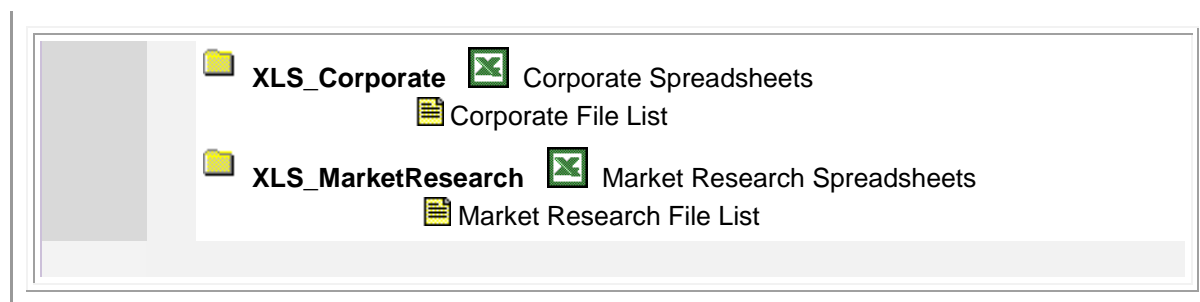 XLS_Corporate Corporate Spreadsheets
Corporate File List
XLS_MarketResearch Market Research Spreadsheets
Market Research File List